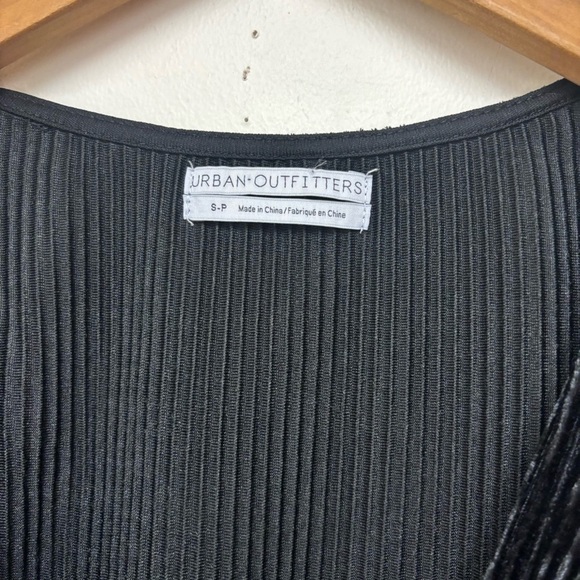 URBAN•OUTFITTERS
S-P Made in China/Fabriqué en Chine